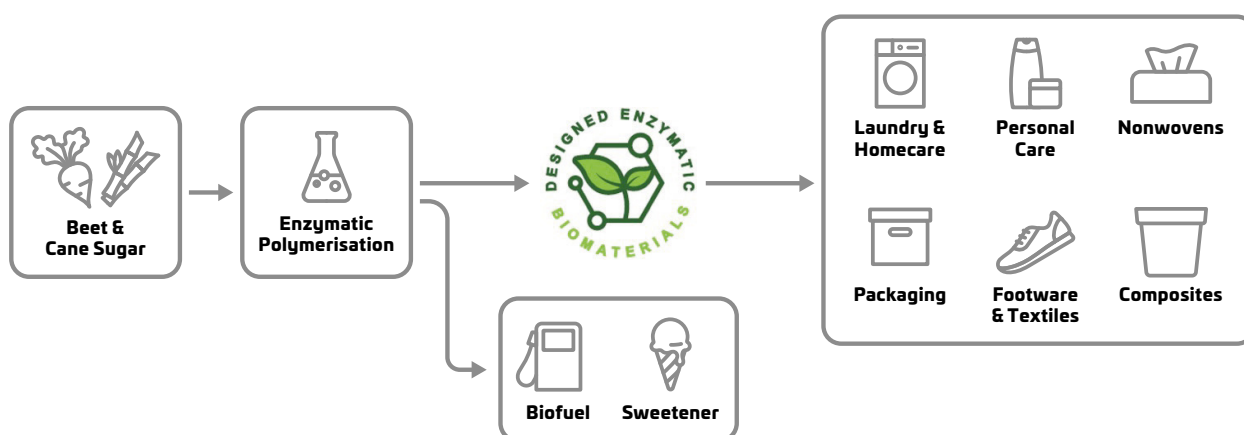 Beet &
Cane Sugar
Enzymatic
Polymerisation
DESIGNED ENZYMATIC
BIOMATERIALS
Biofuel
Sweetener
Laundry &
Homecare
Personal
Care
Nonwovens
Packaging
Footware
& Textiles
Composites